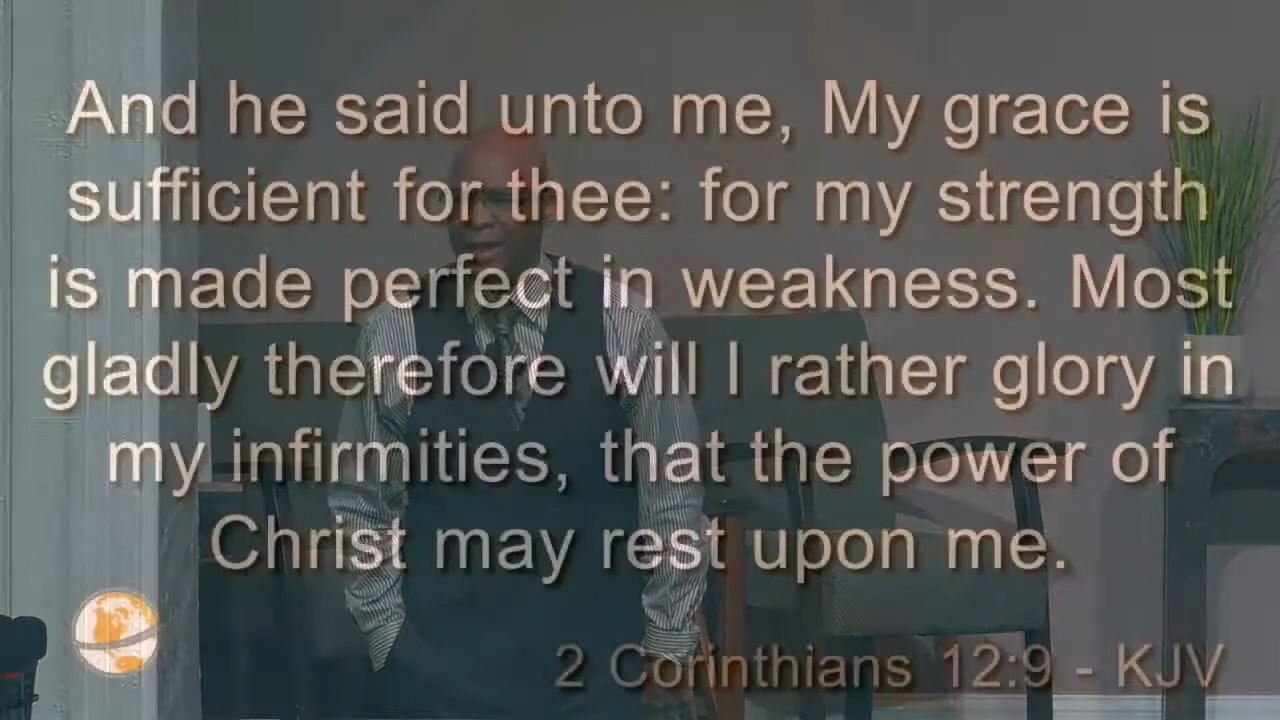 And he said unto me, My grace is
sufficient for thee: for my strength
is made perfect in weakness. Most
gladly therefore will I rather glory in
my infirmities, that the power of
Christ may rest upon me.
2 Corinthians 12:9 - KJV